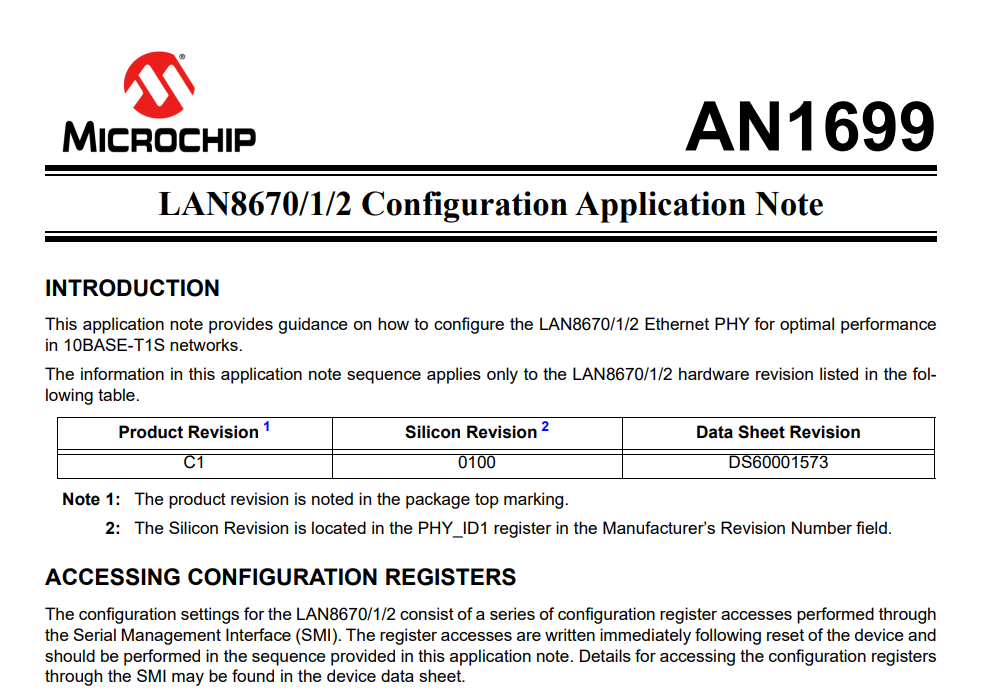 MICROCHIP ®
AN1699
LAN8670/1/2 Configuration Application Note
INTRODUCTION
This application note provides guidance on how to configure the LAN8670/1/2 Ethernet PHY for optimal performance
in 10BASE-T1S networks.
The information in this application note sequence applies only to the LAN8670/1/2 hardware revision listed in the fol-
lowing table.
Product Revision 1 Silicon Revision 2 Data Sheet Revision
C1 0100 DS60001573
Note 1: The product revision is noted in the package top marking.
2: The Silicon Revision is located in the PHY_ID1 register in the Manufacturer's Revision Number field.
ACCESSING CONFIGURATION REGISTERS
The configuration settings for the LAN8670/1/2 consist of a series of configuration register accesses performed through
the Serial Management Interface (SMI). The register accesses are written immediately following reset of the device and
should be performed in the sequence provided in this application note. Details for accessing the configuration registers
through the SMI may be found in the device data sheet.